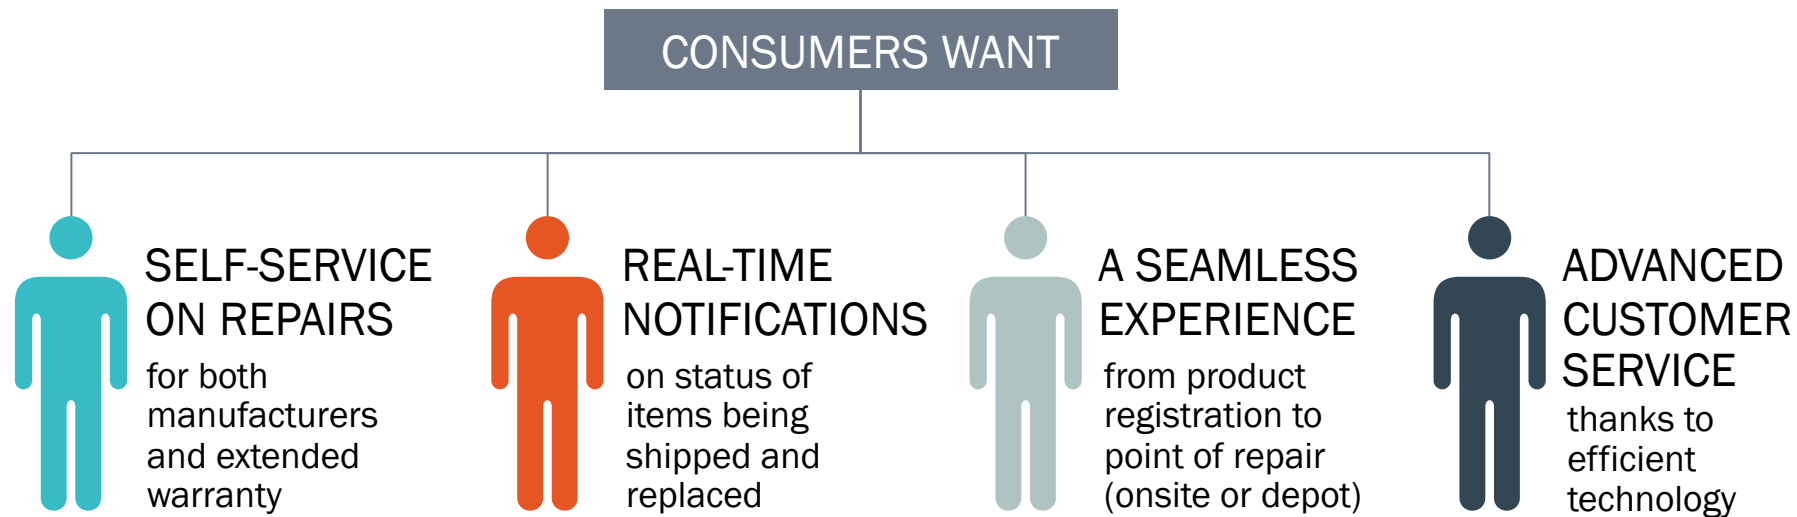 CONSUMERS WANT
SELF-SERVICE
ON REPAIRS
for both
manufacturers
and extended
warranty
REAL-TIME
NOTIFICATIONS
on status of
items being
shipped and
replaced
A SEAMLESS
EXPERIENCE
from product
registration to
point of repair
(onsite or depot)
ADVANCED
CUSTOMER
SERVICE
thanks to
efficient
technology